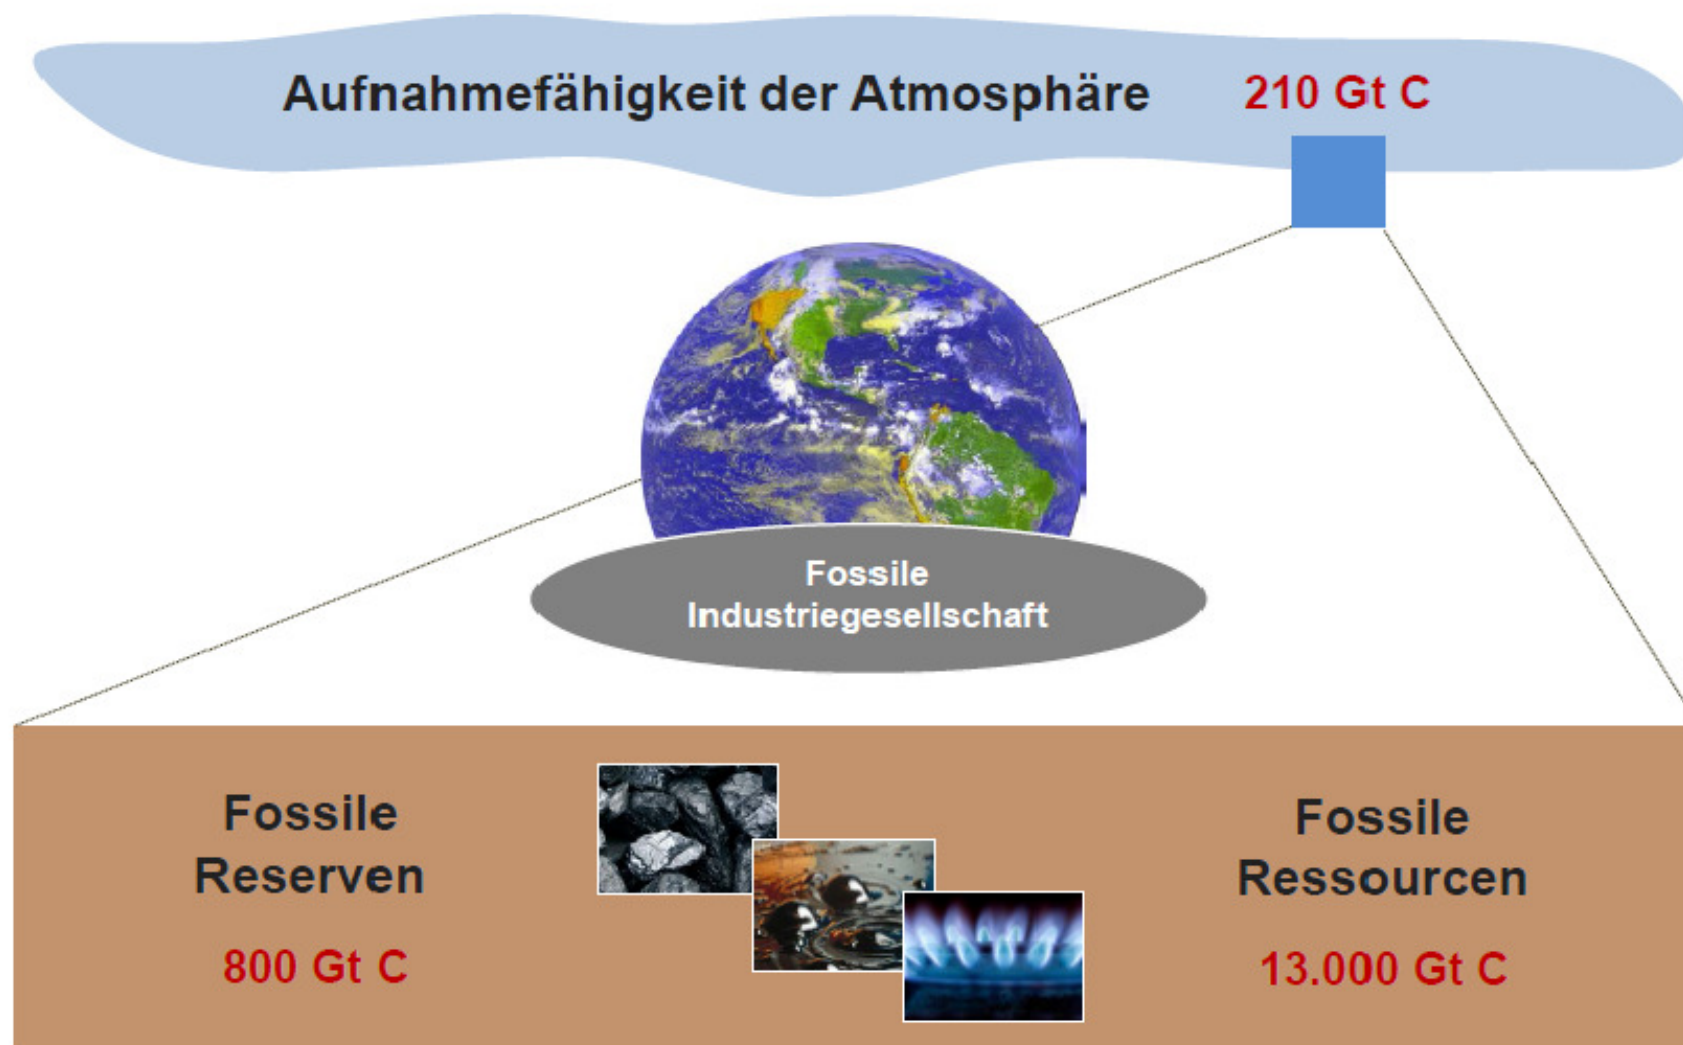 Aufnahmefähigkeit der Atmosphäre 210 Gt C
Fossile
Industriegesellschaft
Fossile
Reserven
800 Gt C
Fossile
Ressourcen
13.000 Gt C